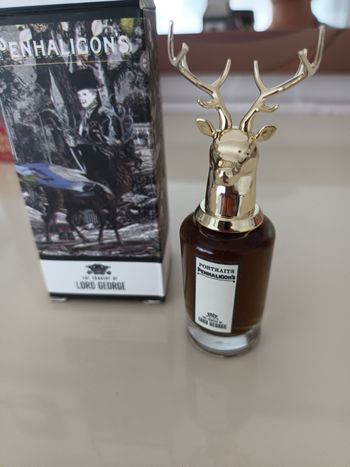 PENHALIGON'S
THE TRAGEDY OF
LORD GEORGE
PORTRAITS
PENHALIGON'S
LORD GEORGE